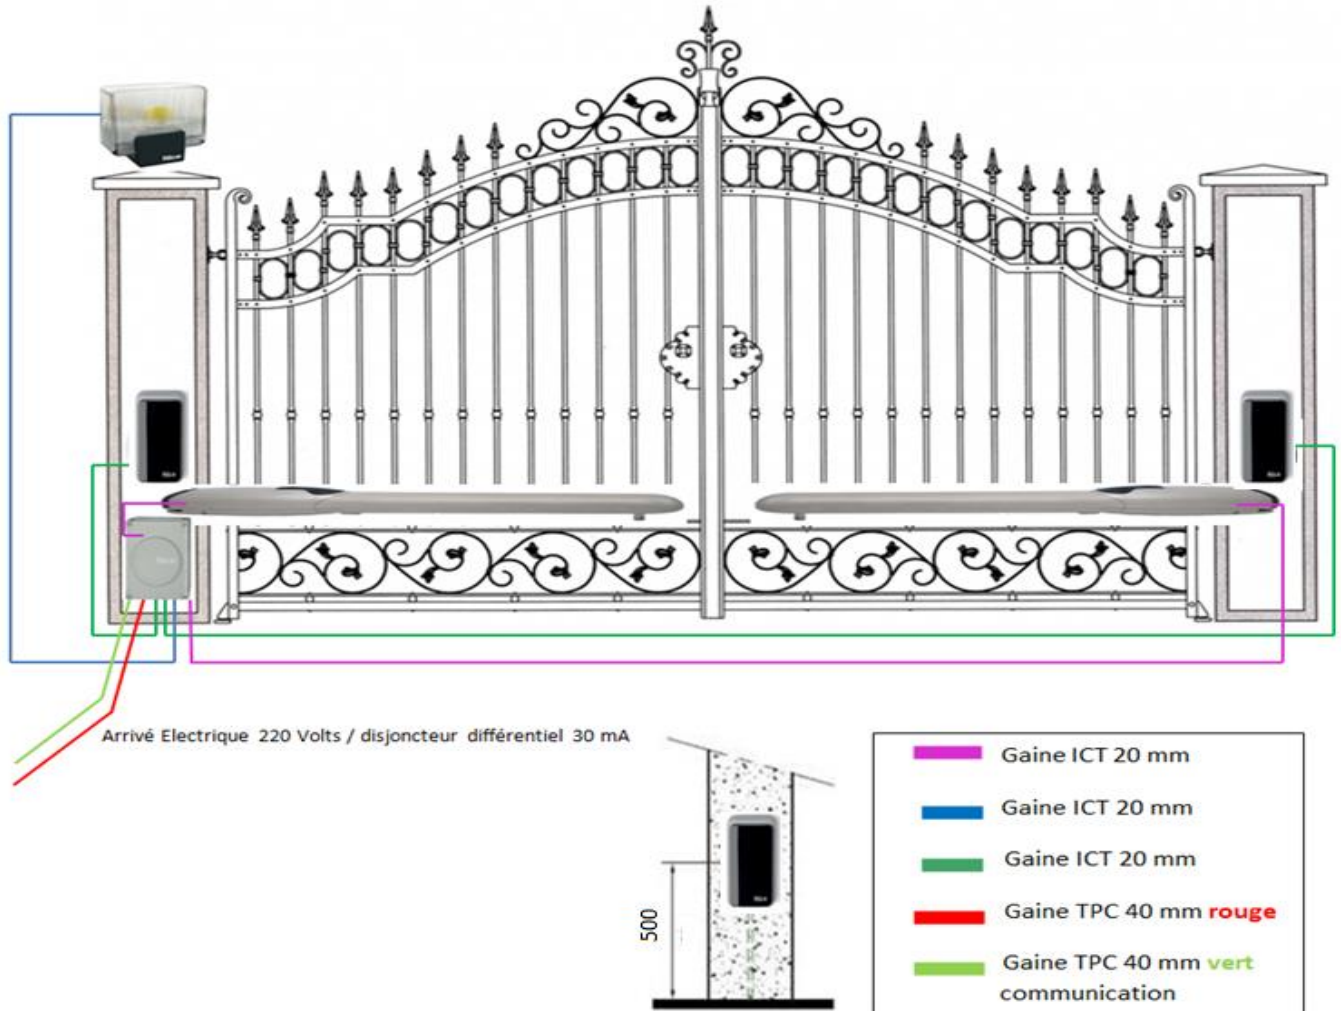 Arrivé Electrique 220 Volts / disjoncteur différentiel 30 mA
500
Gaine ICT 20 mm
Gaine ICT 20 mm
Gaine ICT 20 mm
Gaine TPC 40 mm rouge
Gaine TPC 40 mm vert
communication